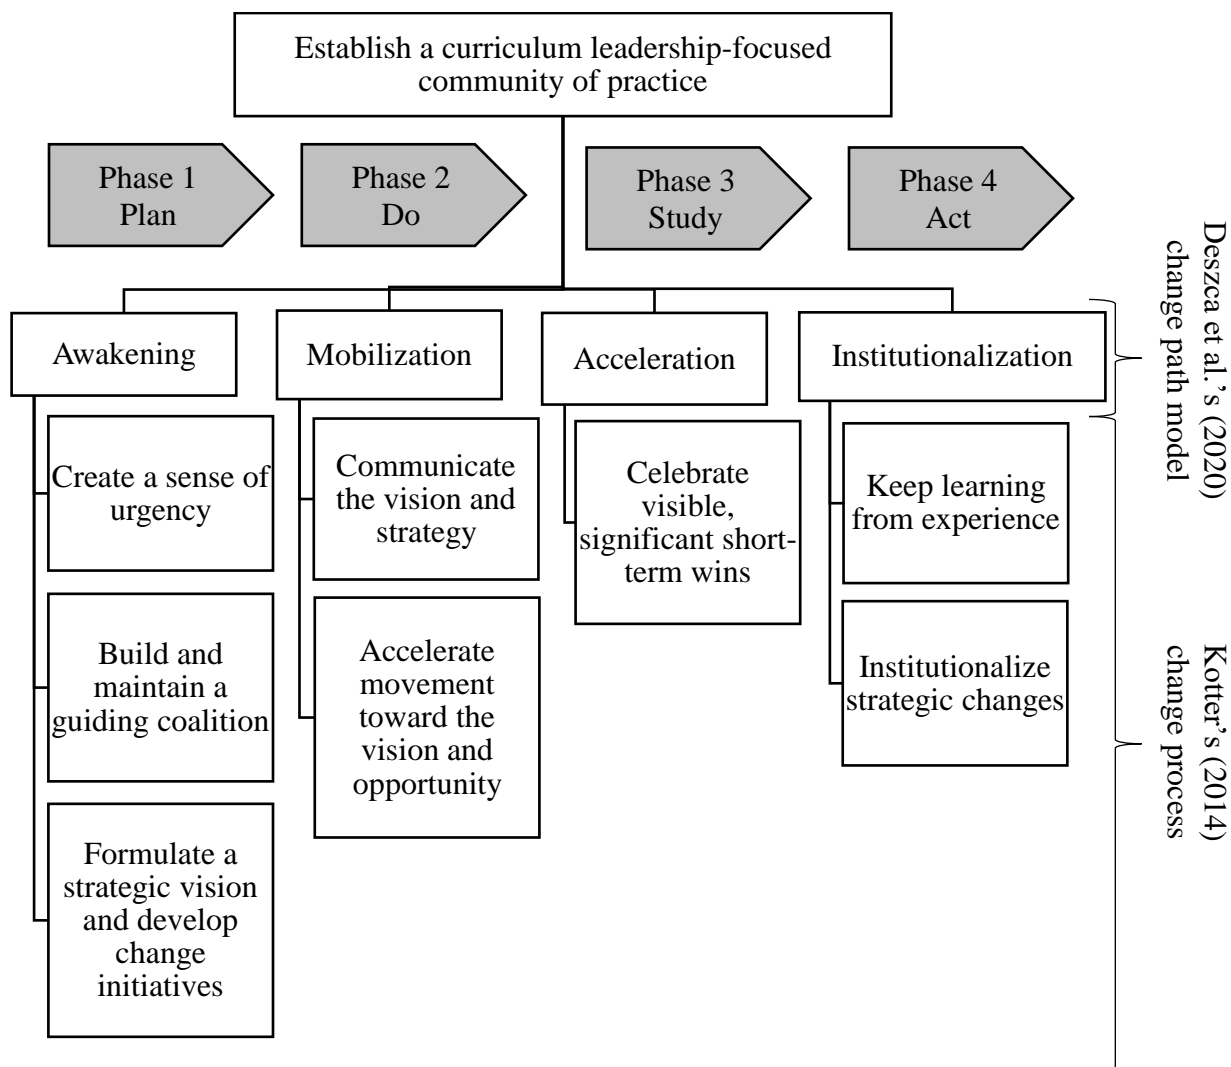 Establish a curriculum leadership-focused
community of practice
Phase 1
Plan
Phase 2
Do
Phase 3
Study
Phase 4
Act
Awakening
Mobilization
Acceleration
Institutionalization
Create a sense of
urgency
Build and
maintain a
guiding coalition
Formulate a
strategic vision
and develop
change
initiatives
Communicate
the vision and
strategy
Accelerate
movement
toward the
vision and
opportunity
Celebrate
visible,
significant short-
term wins
Keep learning
from experience
Institutionalize
strategic changes
Deszca et al.'s (2020)
change path model
Kotter's (2014)
change process